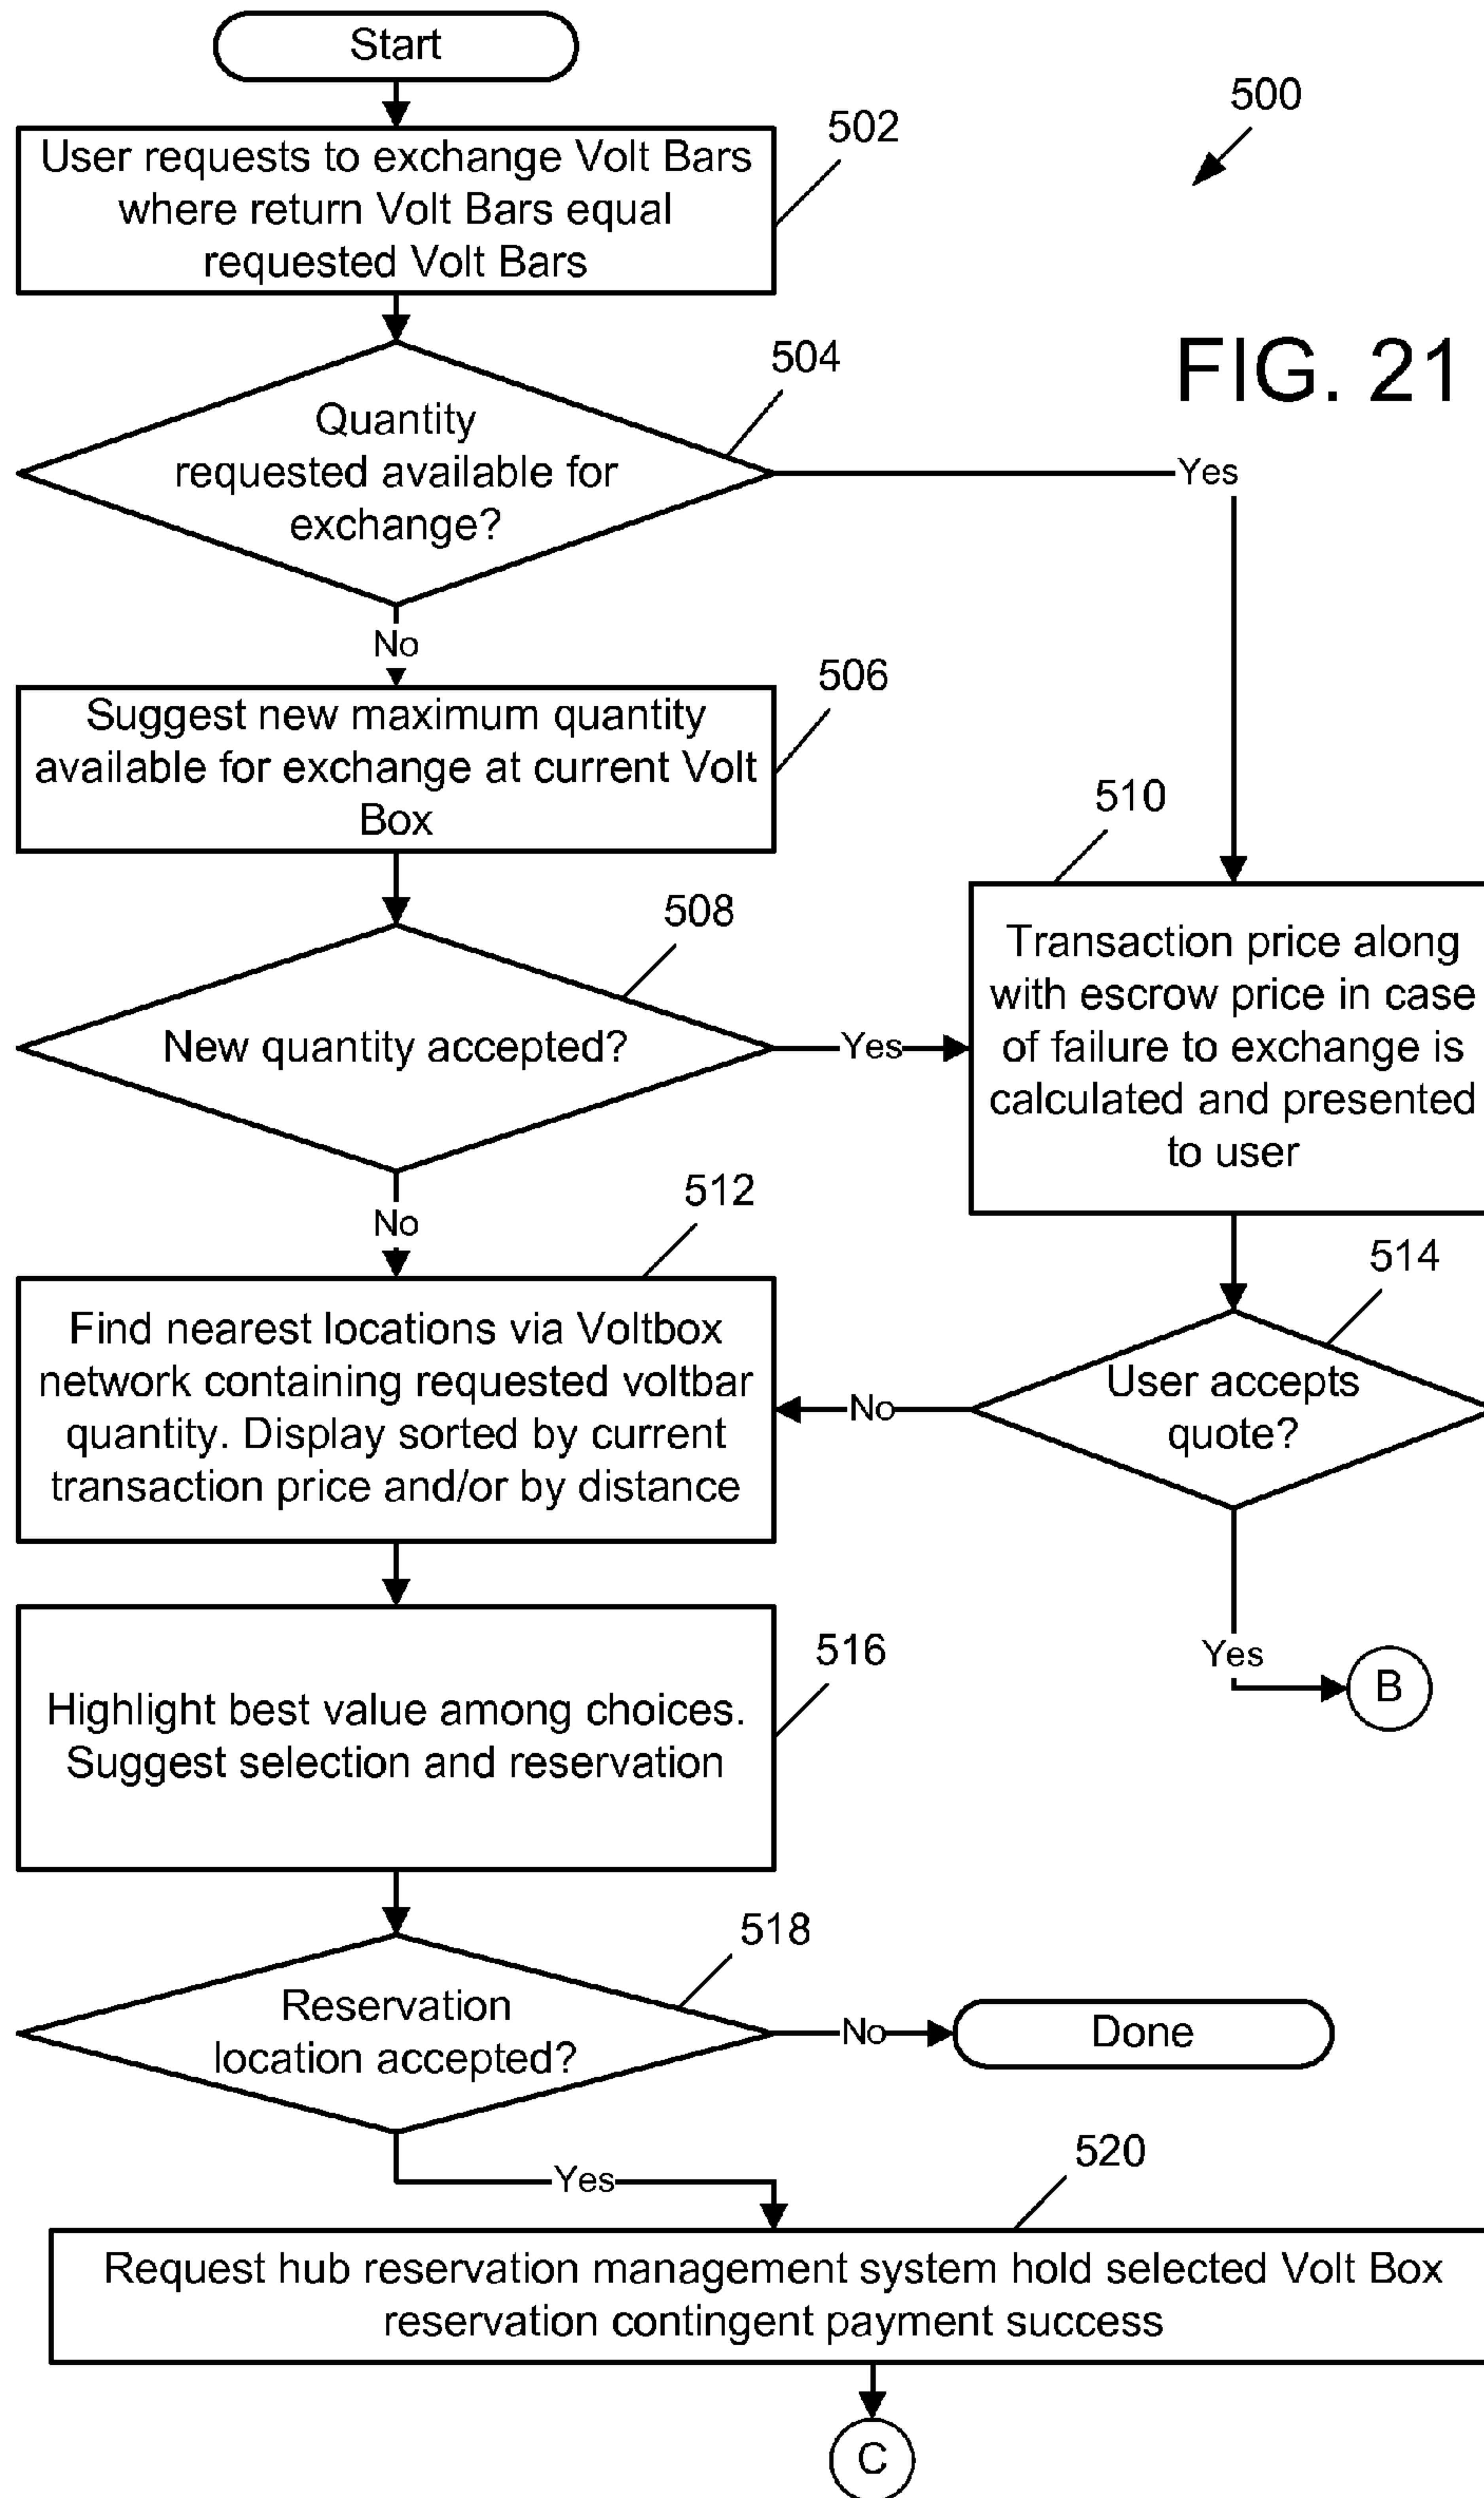 Start
500
502
User requests to exchange Volt Bars
where return Volt Bars equal
requested Volt Bars
FIG. 21
504
Quantity
requested available for
exchange?
Yes
No
506
Suggest new maximum quantity
available for exchange at current Volt
Box
508
New quantity accepted?
Yes
510
Transaction price along
with escrow price in case
of failure to exchange is
calculated and presented
to user
No
512
Find nearest locations via Voltbox
network containing requested voltbar
quantity. Display sorted by current
transaction price and/or by distance
514
User accepts
quote?
No
Yes
B
516
Highlight best value among choices.
Suggest selection and reservation
518
Reservation
location accepted?
No
Done
Yes
520
Request hub reservation management system hold selected Volt Box
reservation contingent payment success
C